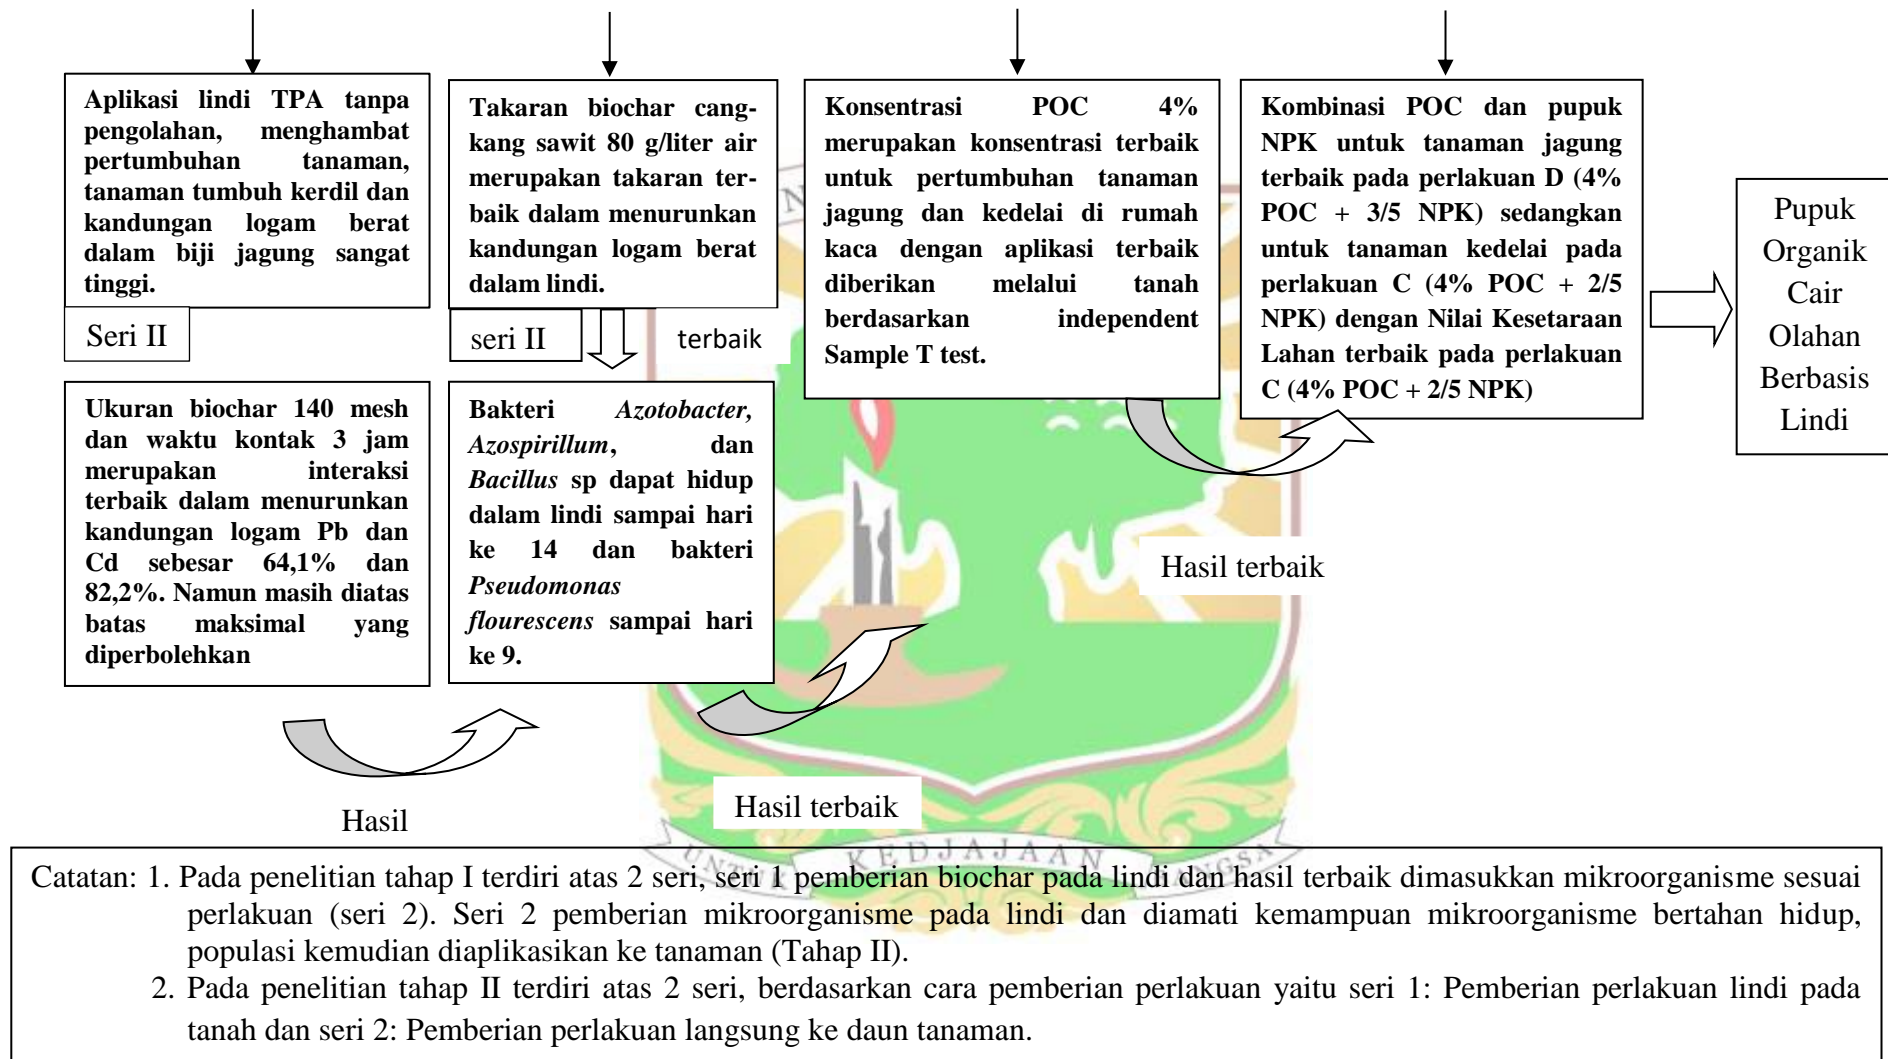 Aplikasi lindi TPA tanpa
pengolahan, menghambat
pertumbuhan tanaman,
tanaman tumbuh kerdil dan
kandungan logam berat
dalam biji jagung sangat
tinggi.
Seri II
Ukuran biochar 140 mesh
dan waktu kontak 3 jam
merupakan interaksi
terbaik dalam menurunkan
kandungan logam Pb dan
Cd sebesar 64,1% dan
82,2%. Namun masih diatas
batas maksimal yang
diperbolehkan
Takaran biochar cang-
kang sawit 80 g/liter air
merupakan takaran ter-
baik dalam menurunkan
kandungan logam berat
dalam lindi.
seri II
terbaik
Bakteri Azotobacter,
Azospirillum, dan
Bacillus sp dapat hidup
dalam lindi sampai hari
ke 14 dan bakteri
Pseudomonas
flourescens sampai hari
ke 9.
Konsentrasi POC 4%
merupakan konsentrasi terbaik
untuk pertumbuhan tanaman
jagung dan kedelai di rumah
kaca dengan aplikasi terbaik
diberikan melalui tanah
berdasarkan independent
Sample T test.
Kombinasi POC dan pupuk
NPK untuk tanaman jagung
terbaik pada perlakuan D (4%
POC + 3/5 NPK) sedangkan
untuk tanaman kedelai pada
perlakuan C (4% POC + 2/5
NPK) dengan Nilai Kesetaraan
Lahan terbaik pada perlakuan
C (4% POC + 2/5 NPK)
Pupuk
Organik
Cair
Olahan
Berbasis
Lindi
Hasil terbaik
Hasil terbaik
Hasil
UNTUK KEDJAJAAN BANGSA
Catatan: 1. Pada penelitian tahap I terdiri atas 2 seri, seri 1 pemberian biochar pada lindi dan hasil terbaik dimasukkan mikroorganisme sesuai
perlakuan (seri 2). Seri 2 pemberian mikroorganisme pada lindi dan diamati kemampuan mikroorganisme bertahan hidup,
populasi kemudian diaplikasikan ke tanaman (Tahap II).
2. Pada penelitian tahap II terdiri atas 2 seri, berdasarkan cara pemberian perlakuan yaitu seri 1: Pemberian perlakuan lindi pada
tanah dan seri 2: Pemberian perlakuan langsung ke daun tanaman.